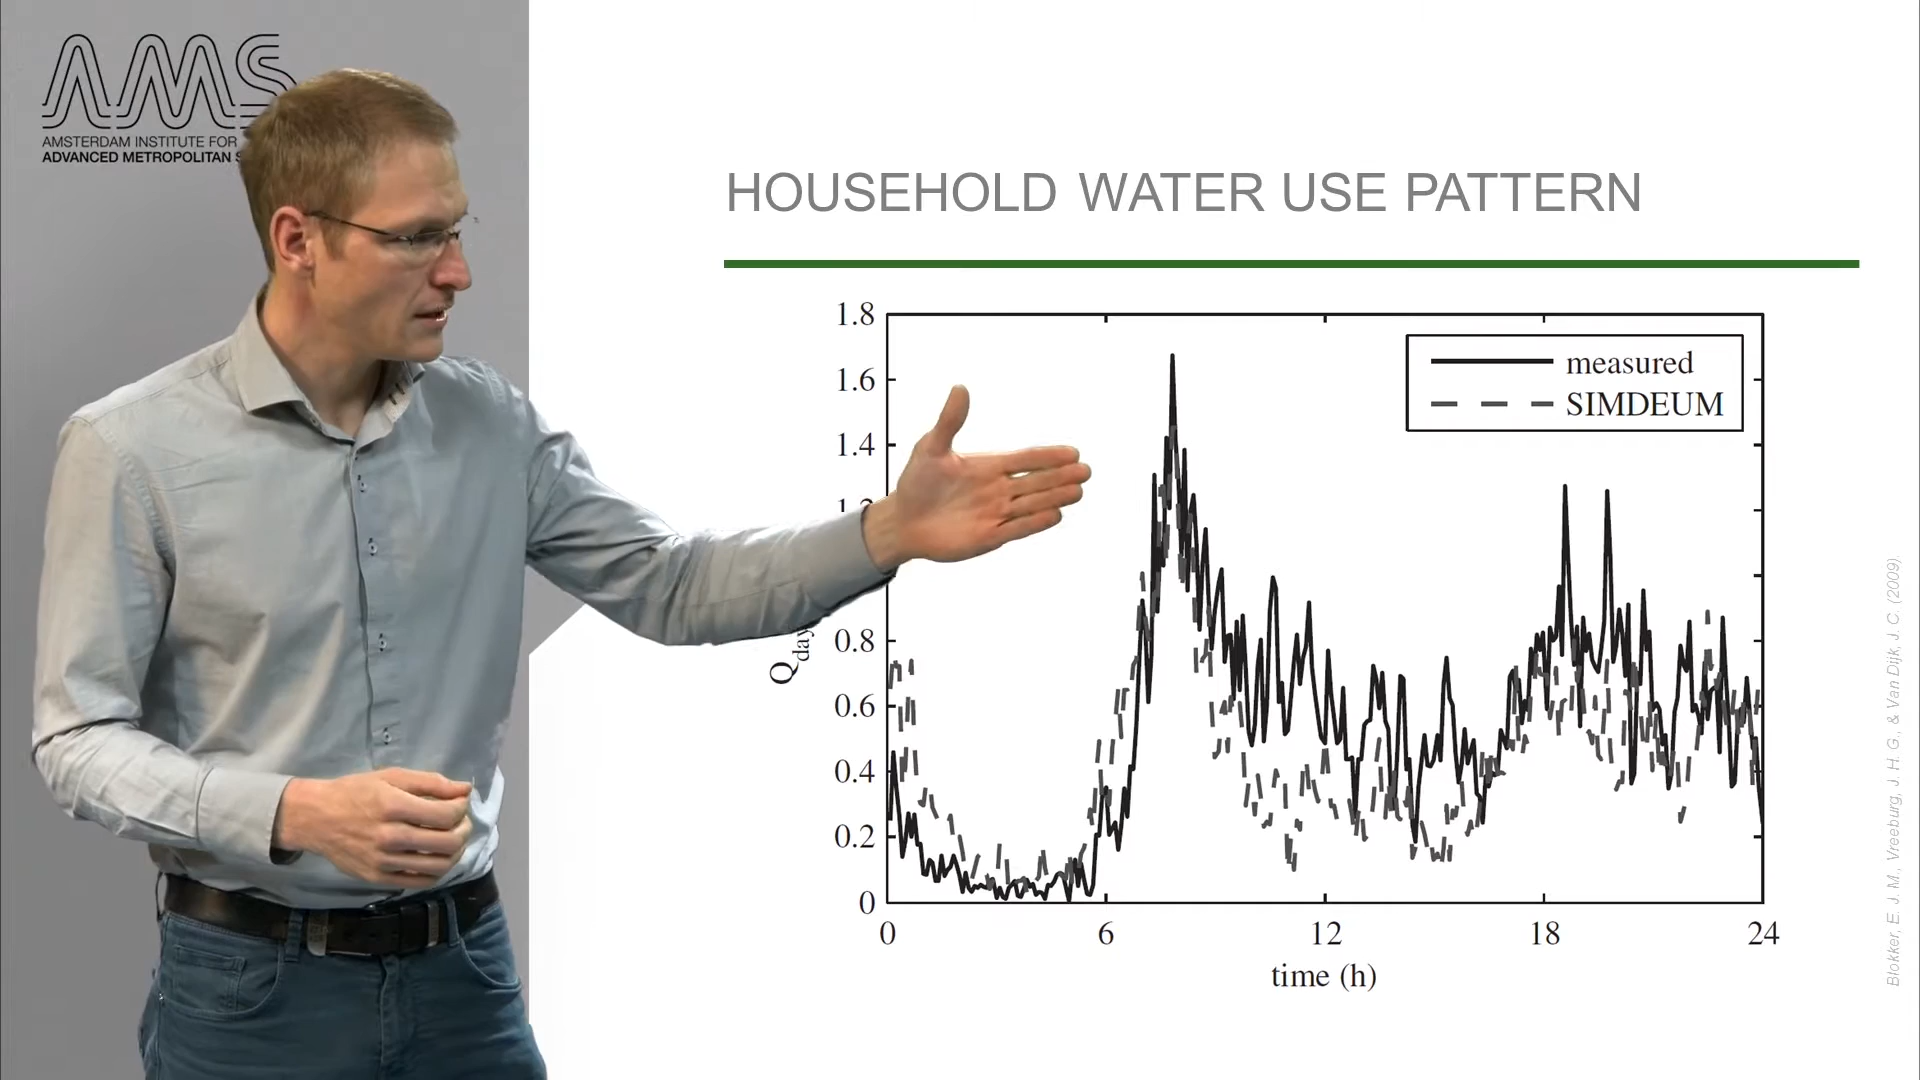 AMS
AMSTERDAM INSTITUTE FOR
ADVANCED METROPOLITAN S
HOUSEHOLD WATER USE PATTERN
1.8
1.6
1.4
0.8
0.6
0.4
0.2
0
Q day
measured
SIMDEUM
0 6 12 18 24
time (h)
Blokker, E. J. M., Vreeburg, J. H. G., & Van Dijk, J. C. (2009)